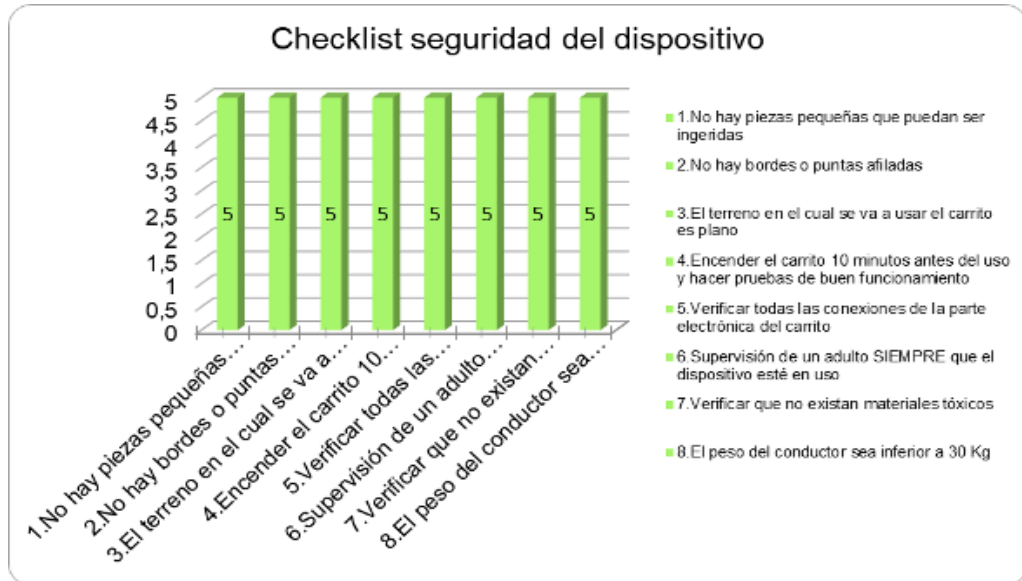 Checklist seguridad del dispositivo
5
4,5
4
3,5
3
2,5
2
1,5
1
0,5
0
5 5 5 5 5 5 5 5
1.No hay piezas pequeñas…
2.No hay bordes o puntas…
3.El terreno en el cual se va a…
4.Encender el carrito 10…
5.Verificar todas las…
6.Supervisión de un adulto…
7.Verificar que no existan…
8.El peso del conductor sea…
1.No hay piezas pequeñas que puedan ser
ingeridas
2.No hay bordes o puntas afiladas
3.El terreno en el cual se va a usar el carrito
es plano
4.Encender el carrito 10 minutos antes del uso
y hacer pruebas de buen funcionamiento
5.Verificar todas las conexiones de la parte
electrónica del carrito
6.Supervisión de un adulto SIEMPRE que el
dispositivo esté en uso
7.Verificar que no existan materiales tóxicos
8.El peso del conductor sea inferior a 30 Kg